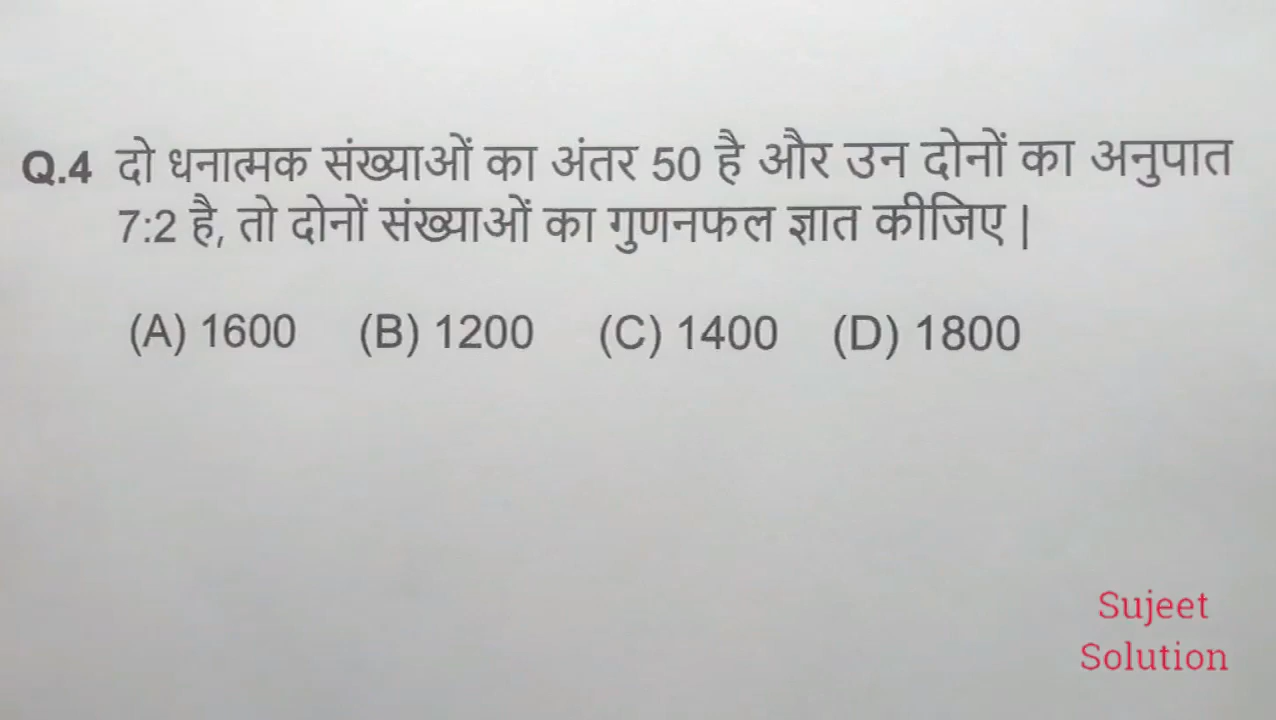 Q.4 दो धनात्मक संख्याओं का अंतर 50 है और उन दोनों का अनुपात
7:2 है, तो दोनों संख्याओं का गुणनफल ज्ञात कीजिए |
(A) 1600 (B) 1200 (C) 1400 (D) 1800
Sujeet
Solution